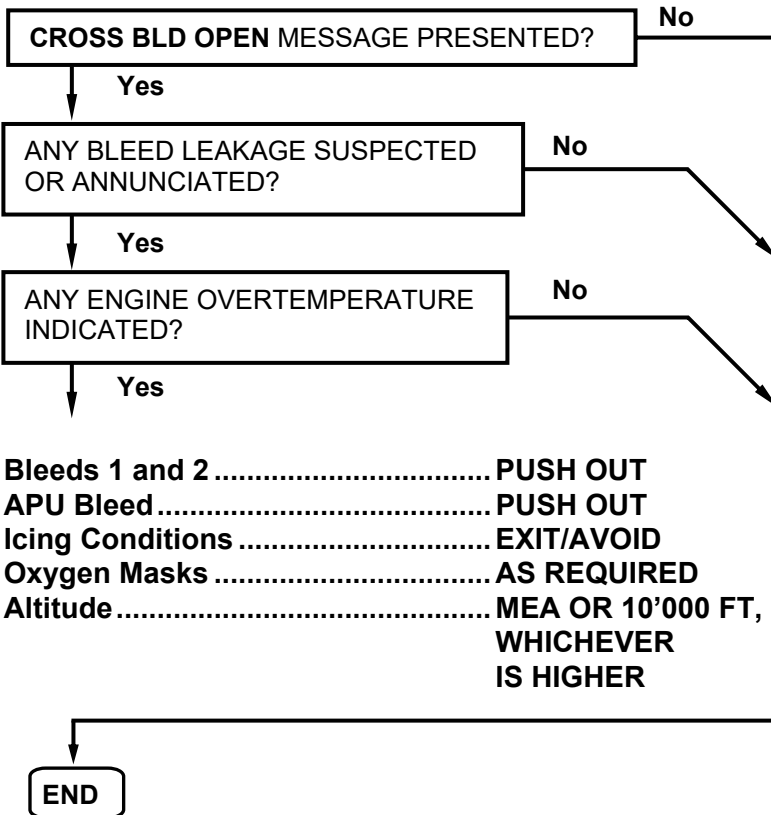 No
CROSS BLD OPEN MESSAGE PRESENTED?
Yes
ANY BLEED LEAKAGE SUSPECTED
OR ANNUNCIATED?
No
Yes
ANY ENGINE OVERTEMPERATURE
INDICATED?
No
Yes
Bleeds 1 and 2.................................. PUSH OUT
APU Bleed......................................... PUSH OUT
Icing Conditions ............................... EXIT/AVOID
Oxygen Masks .................................. AS REQUIRED
Altitude.............................................. MEA OR 10’000 FT,
WHICHEVER
IS HIGHER
END